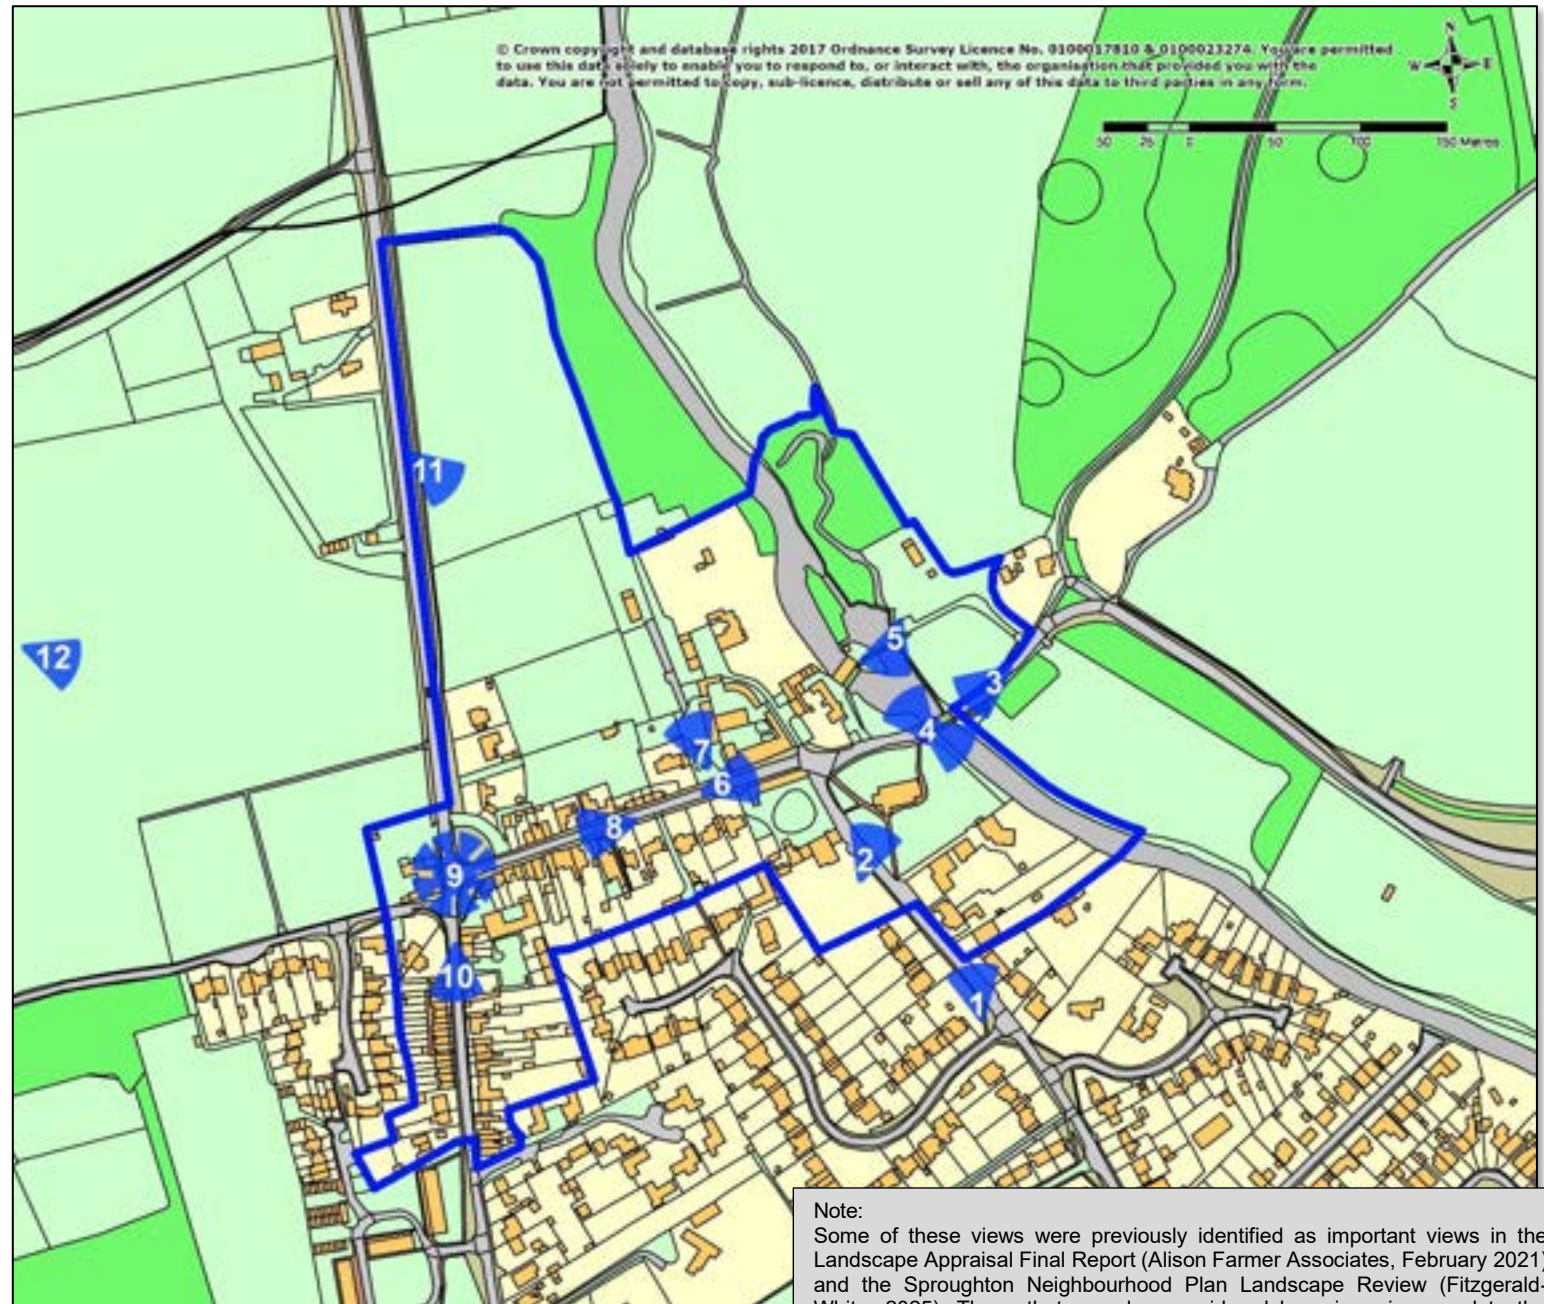 © Crown copyright and database rights 2017 Ordnance Survey Licence No. 0100017810 & 0100023274. You are permitted
to use this data solely to enable you to respond to, or interact with, the organisation that provided you with the
data. You are not permitted to copy, sub-licence, distribute or sell any of this data to third parties in any form.
N
W E
S
50 25 0 50 100 150 Metres
11
12
5
3
4
7
6
8
2
9
10
1
Note:
Some of these views were previously identified as important views in the
Landscape Appraisal Final Report (Alison Farmer Associates, February 2021)
and the Sproughton Neighbourhood Plan Landscape Review (Fitzgerald-